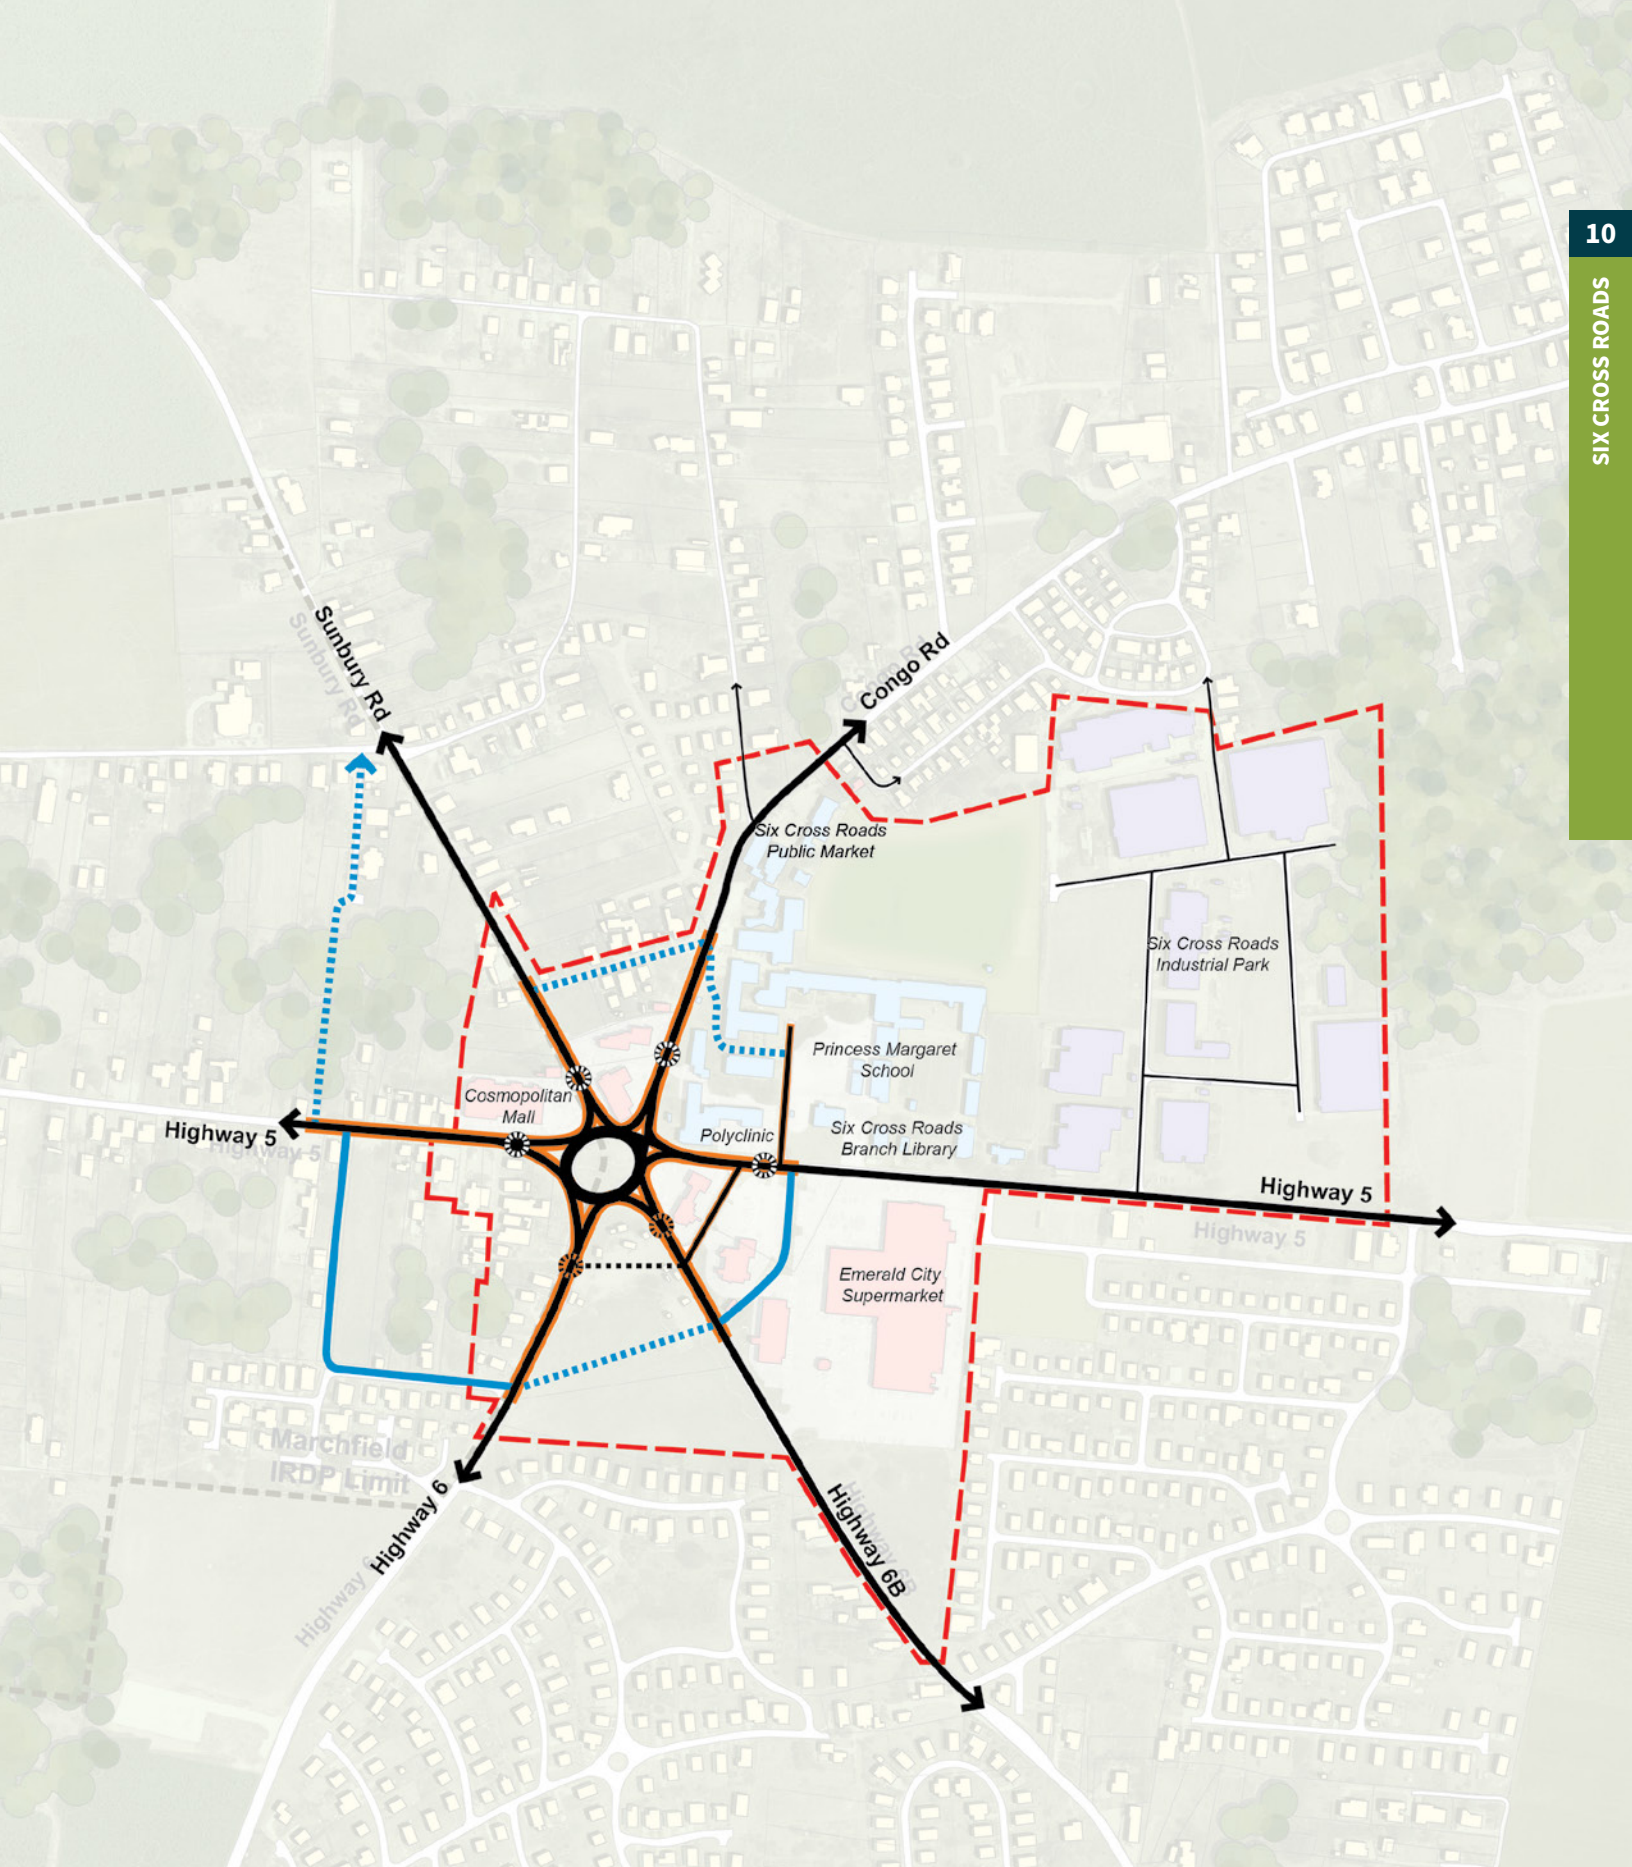 10
SIX CROSS ROADS
Sunbury Rd
Sunbury Rd
Congo Rd
Six Cross Roads
Public Market
Six Cross Roads
Industrial Park
Princess Margaret
School
Cosmopolitan
Mall
Polyclinic
Six Cross Roads
Branch Library
Highway 5
Highway 5
Highway 5
Highway 5
Emerald City
Supermarket
Marchfield
IRDP Limit
Highway 6
Highway 6
Highway 6B